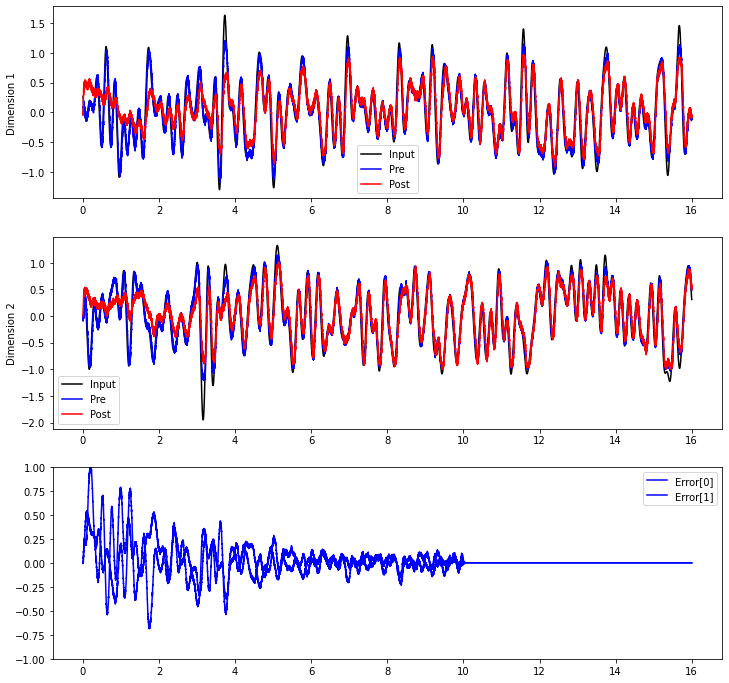 Dimension 1
1.5
1.0
0.5
0.0
−0.5
−1.0
Input
Pre
Post
0 2 4 6 8 10 12 14 16
Dimension 2
1.0
0.5
0.0
−0.5
−1.0
−1.5
−2.0
Input
Pre
Post
0 2 4 6 8 10 12 14 16
1.00
0.75
0.50
0.25
0.00
−0.25
−0.50
−0.75
−1.00
Error[0]
Error[1]
0 2 4 6 8 10 12 14 16